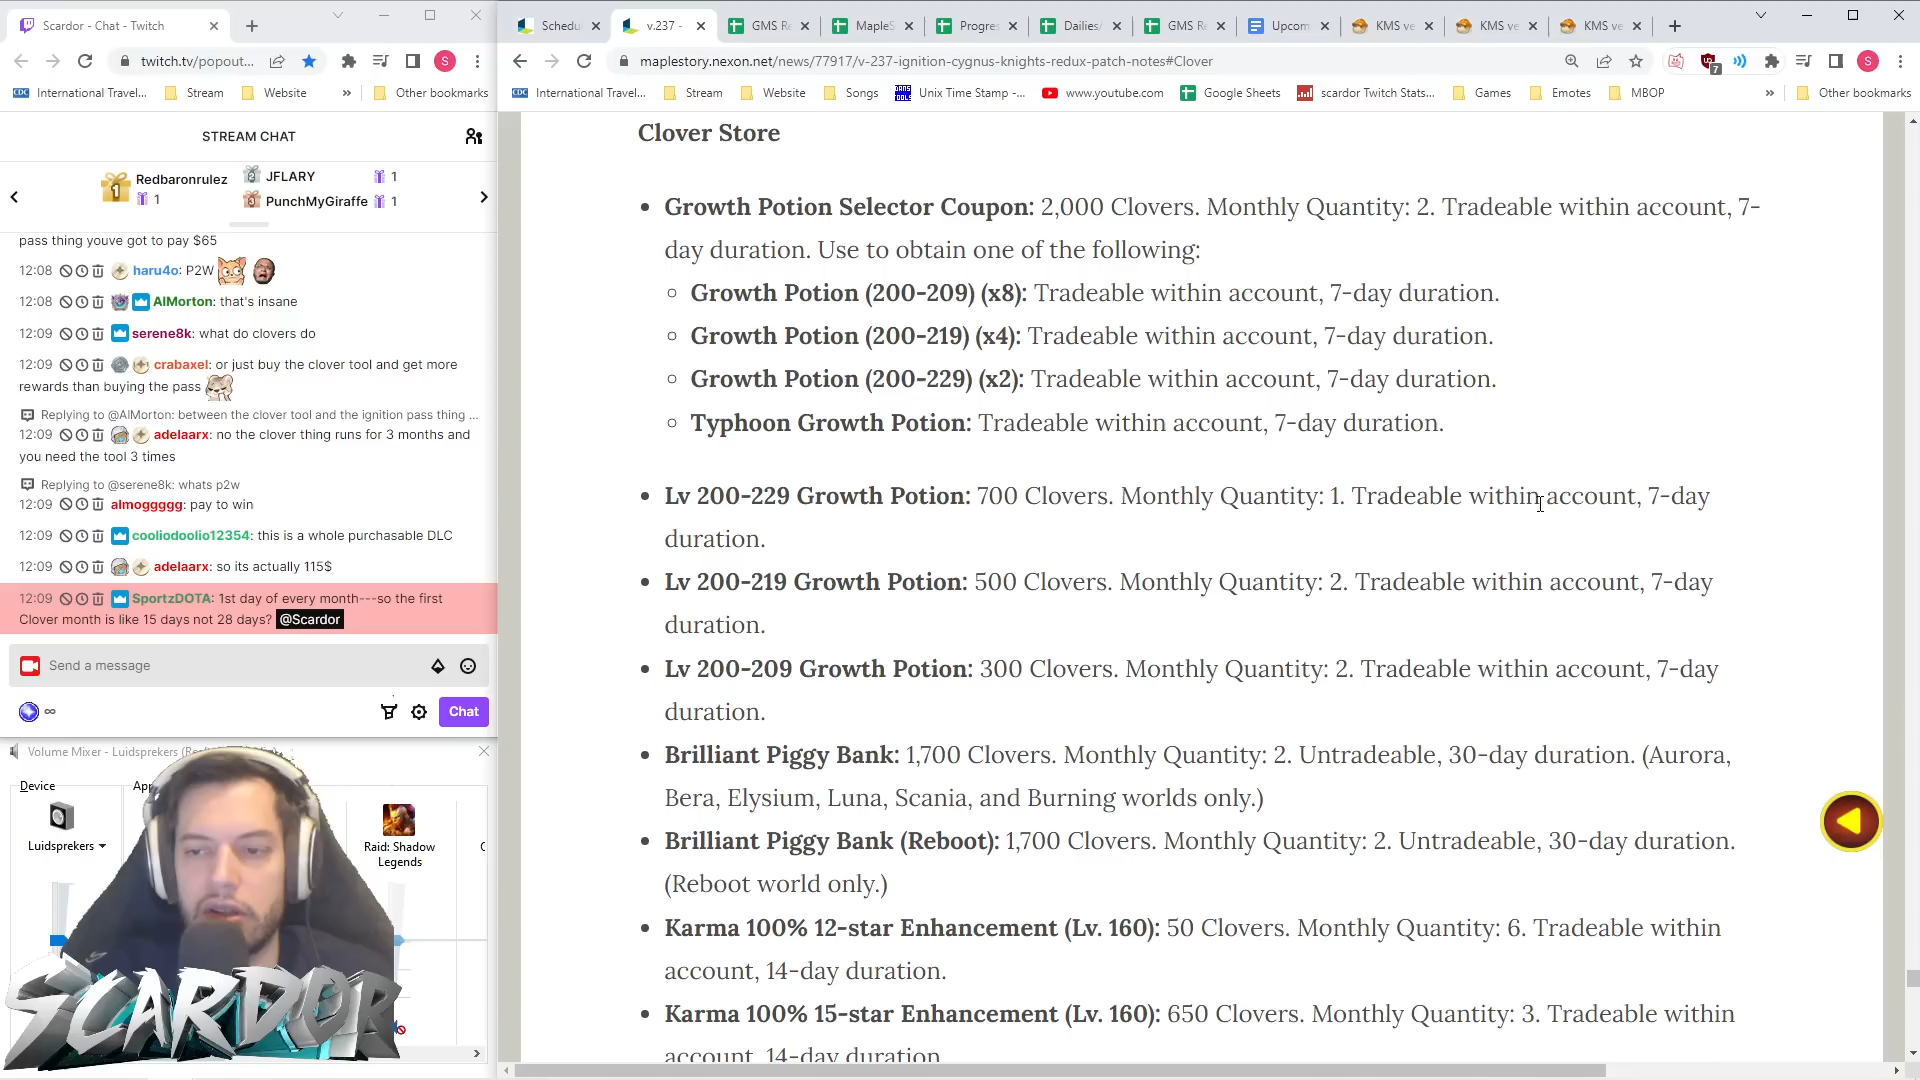 Scardor - Chat - Twitch
twitch.tv/popout...
S
International Travel...
Stream
Website
»
Other bookmarks
STREAM CHAT
Redbaronrulez
1
JFLARY
1
PunchMyGiraffe
1
pass thing youve got to pay $65
12:08 haru4o: P2W
12:08 AlMorton: that's insane
12:09 serene8k: what do clovers do
12:09 crabaxel: or just buy the clover tool and get more
rewards than buying the pass
Replying to @AlMorton: between the clover tool and the ignition pass thing ...
12:09 adelaarx: no the clover thing runs for 3 months and
you need the tool 3 times
Replying to @serene8k: whats p2w
12:09 almoggggg: pay to win
12:09 cooliodoolio12354: this is a whole purchasable DLC
12:09 adelaarx: so its actually 115$
12:09 SportzDOTA: 1st day of every month---so the first
Clover month is like 15 days not 28 days? @Scardor
Send a message
∞
Chat
Volume Mixer - Luidsprekers
Device
App
Luidsprekers
Raid: Shadow
Legends
SCARDOR
Schedu
v.237 -
GMS Re
MapleS
Progres
Dailies/
GMS Re
Upcom
KMS ve
KMS ve
KMS ve
maplestory.nexon.net/news/77917/v-237-ignition-cygnus-knights-redux-patch-notes#Clover
7
S
International Travel...
Stream
Website
Songs
Unix Time Stamp -...
www.youtube.com
Google Sheets
scardor Twitch Stats...
Games
Emotes
MBOP
»
Other bookmarks
Clover Store
• Growth Potion Selector Coupon: 2,000 Clovers. Monthly Quantity: 2. Tradeable within account, 7-
day duration. Use to obtain one of the following:
○ Growth Potion (200-209) (x8): Tradeable within account, 7-day duration.
○ Growth Potion (200-219) (x4): Tradeable within account, 7-day duration.
○ Growth Potion (200-229) (x2): Tradeable within account, 7-day duration.
○ Typhoon Growth Potion: Tradeable within account, 7-day duration.
• Lv 200-229 Growth Potion: 700 Clovers. Monthly Quantity: 1. Tradeable within account, 7-day
duration.
• Lv 200-219 Growth Potion: 500 Clovers. Monthly Quantity: 2. Tradeable within account, 7-day
duration.
• Lv 200-209 Growth Potion: 300 Clovers. Monthly Quantity: 2. Tradeable within account, 7-day
duration.
• Brilliant Piggy Bank: 1,700 Clovers. Monthly Quantity: 2. Untradeable, 30-day duration. (Aurora,
Bera, Elysium, Luna, Scania, and Burning worlds only.)
• Brilliant Piggy Bank (Reboot): 1,700 Clovers. Monthly Quantity: 2. Untradeable, 30-day duration.
(Reboot world only.)
• Karma 100% 12-star Enhancement (Lv. 160): 50 Clovers. Monthly Quantity: 6. Tradeable within
account, 14-day duration.
• Karma 100% 15-star Enhancement (Lv. 160): 650 Clovers. Monthly Quantity: 3. Tradeable within
account, 14-day duration